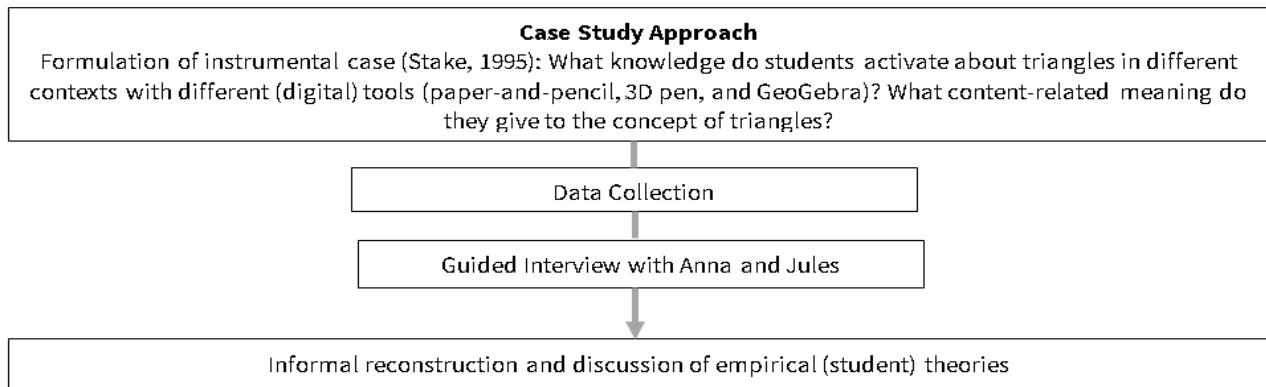 Case Study Approach
Formulation of instrumental case (Stake, 1995): What knowledge do students activate about triangles in different
contexts with different (digital) tools (paper-and-pencil, 3D pen, and GeoGebra)? What content-related meaning do
they give to the concept of triangles?
Data Collection
Guided Interview with Anna and Jules
Informal reconstruction and discussion of empirical (student) theories